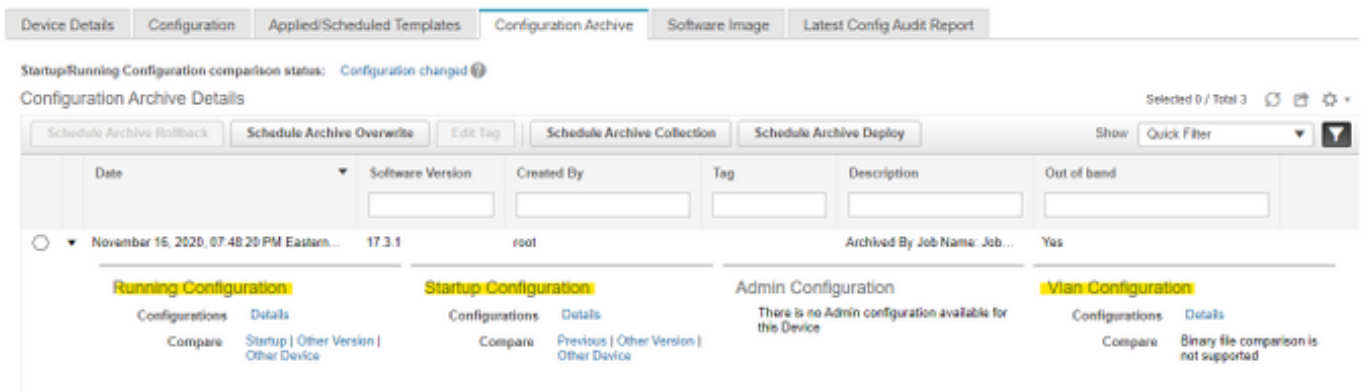 Device Details Configuration Applied/Scheduled Templates Configuration Archive Software Image Latest Config Audit Report
Startup/Running Configuration comparison status: Configuration changed ?
Configuration Archive Details Selected 0 / Total 3
Schedule Archive Rollback Schedule Archive Overwrite Edit Tag Schedule Archive Collection Schedule Archive Deploy Show Quick Filter
Date Software Version Created By Tag Description Out of band
November 16, 2020, 07:48:20 PM Eastern... 17.3.1 root Archived By Job Name: Job... Yes
Running Configuration Startup Configuration Admin Configuration Vlan Configuration
Configurations Details Configurations Details There is no Admin configuration available for Configurations Details
this Device
Compare Startup | Other Version | Compare Previous | Other Version | Compare Binary file comparison is
Other Device Other Device not supported